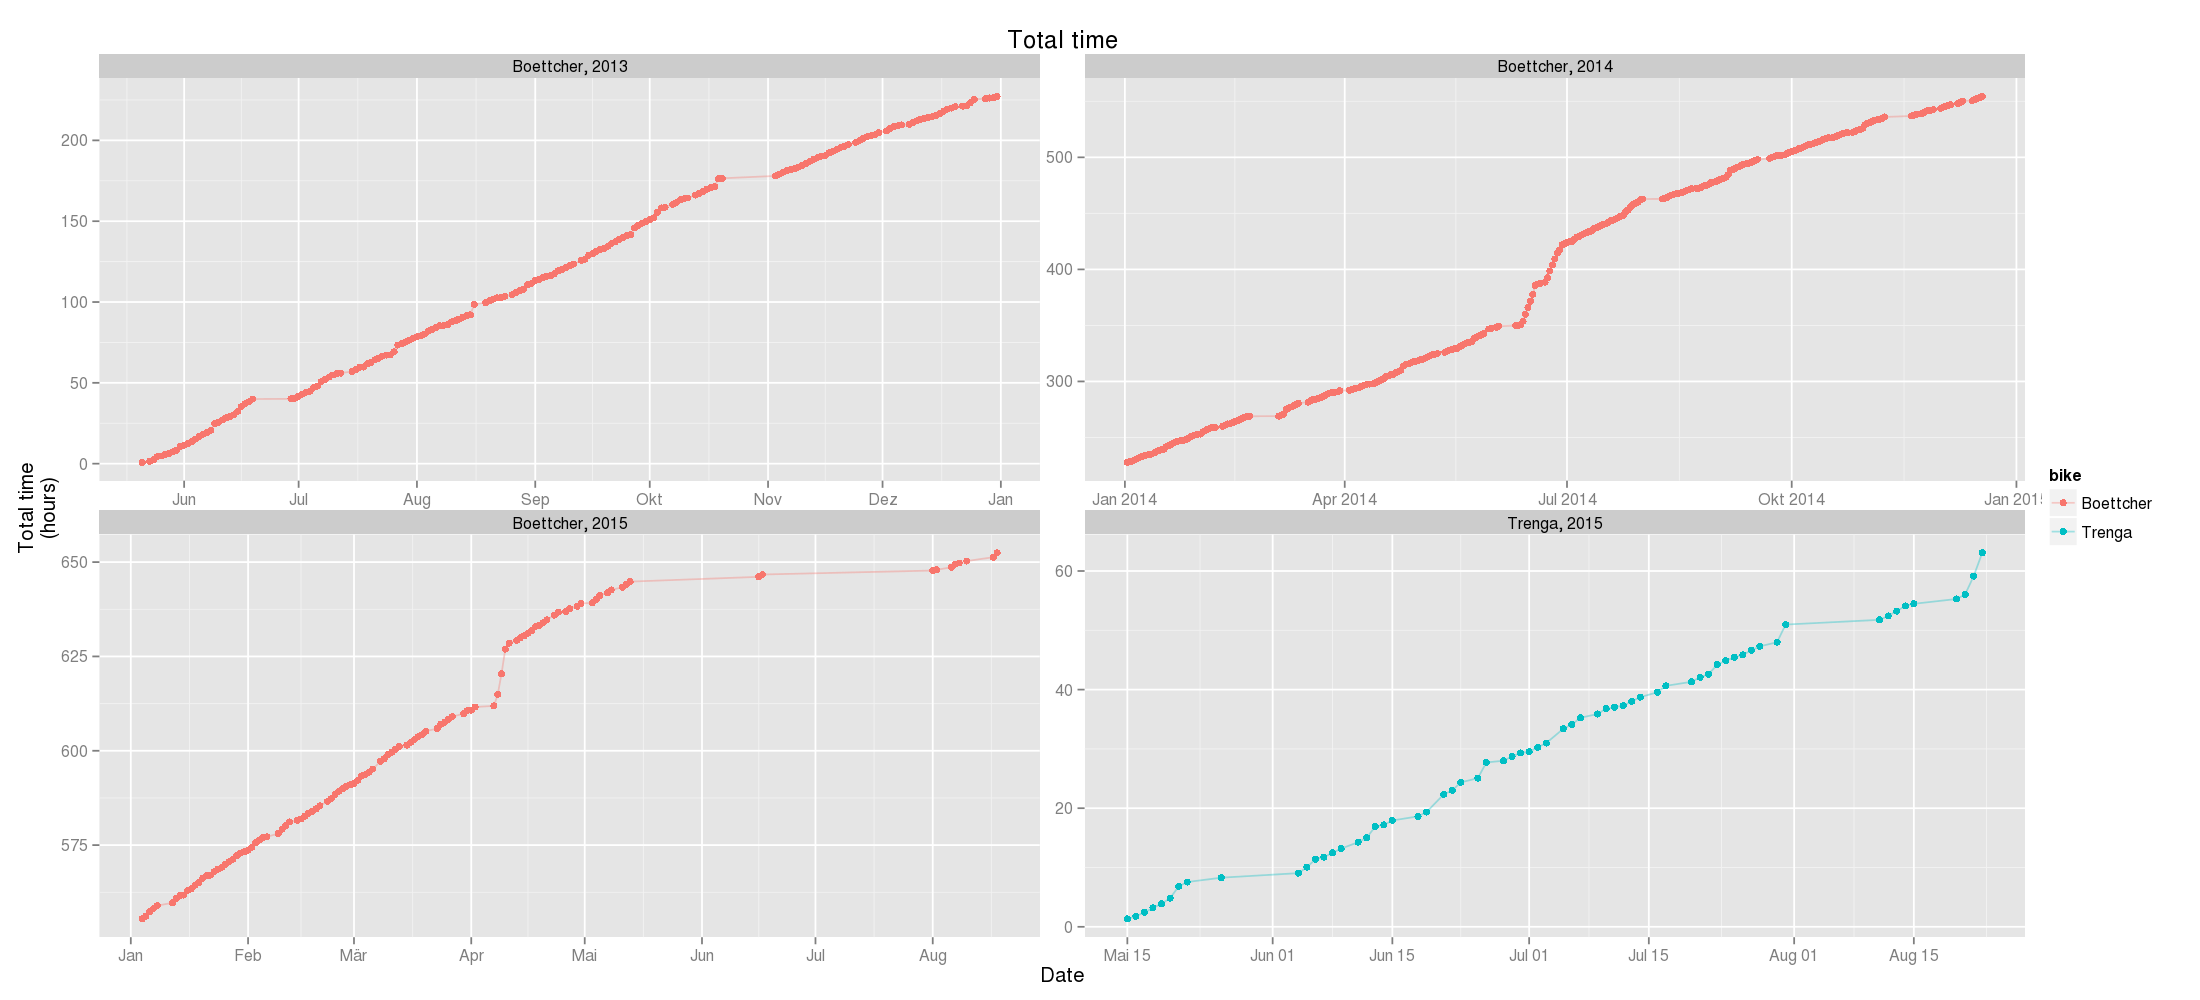 Total time
Boettcher, 2013
Boettcher, 2014
200
150
100
50
0
500
400
300
Jun Jul Aug Sep Okt Nov Dez Jan
Jan 2014 Apr 2014 Jul 2014 Okt 2014 Jan 201
Boettcher, 2015
Trenga, 2015
650
625
600
575
60
40
20
0
Jan Feb Mär Apr Mai Jun Jul Aug
Mai 15 Jun 01 Jun 15 Jul 01 Jul 15 Aug 01 Aug 15
Total time
(hours)
Date
bike
Boettcher
Trenga